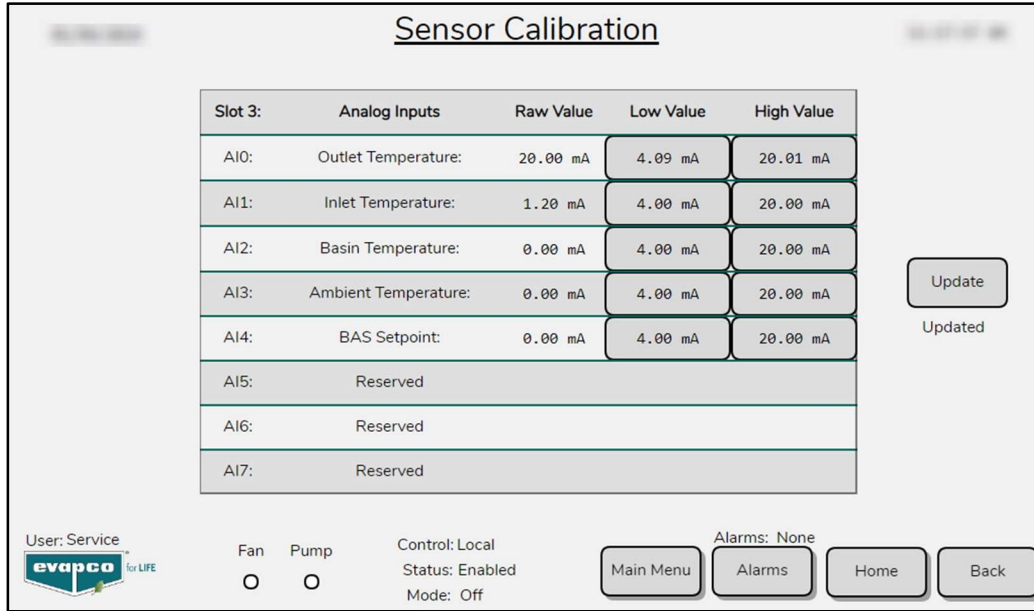 Sensor Calibration
Slot 3: Analog Inputs Raw Value Low Value High Value
AI0: Outlet Temperature: 20.00 mA 4.09 mA 20.01 mA
AI1: Inlet Temperature: 1.20 mA 4.00 mA 20.00 mA
AI2: Basin Temperature: 0.00 mA 4.00 mA 20.00 mA
AI3: Ambient Temperature: 0.00 mA 4.00 mA 20.00 mA
AI4: BAS Setpoint: 0.00 mA 4.00 mA 20.00 mA
AI5: Reserved
AI6: Reserved
AI7: Reserved
Update
Updated
User: Service
evapco for LIFE
Fan Pump
Control: Local
Status: Enabled
Mode: Off
Alarms: None
Main Menu Alarms Home Back